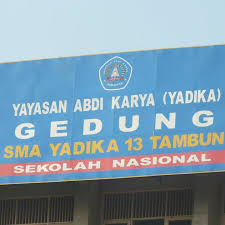 YAYASAN ABDI KARYA (YADIKA)
GEDUNG
SMA YADIKA 13 TAMBUN
SEKOLAH NASIONAL